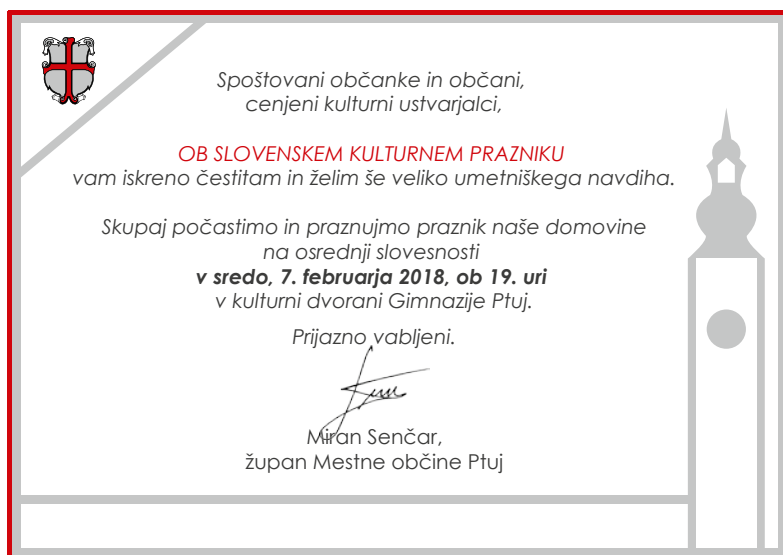 Spoštovani občanke in občani,
cenjeni kulturni ustvarjalci,
OB SLOVENSKEM KULTURNEM PRAZNIKU
vam iskreno čestitam in želim še veliko umetniškega navdiha.
Skupaj počastimo in praznujmo praznik naše domovine
na osrednji slovesnosti
v sredo, 7. februarja 2018, ob 19. uri
v kulturni dvorani Gimnazije Ptuj.
Prijazno vabljeni.
Miran Senčar,
župan Mestne občine Ptuj